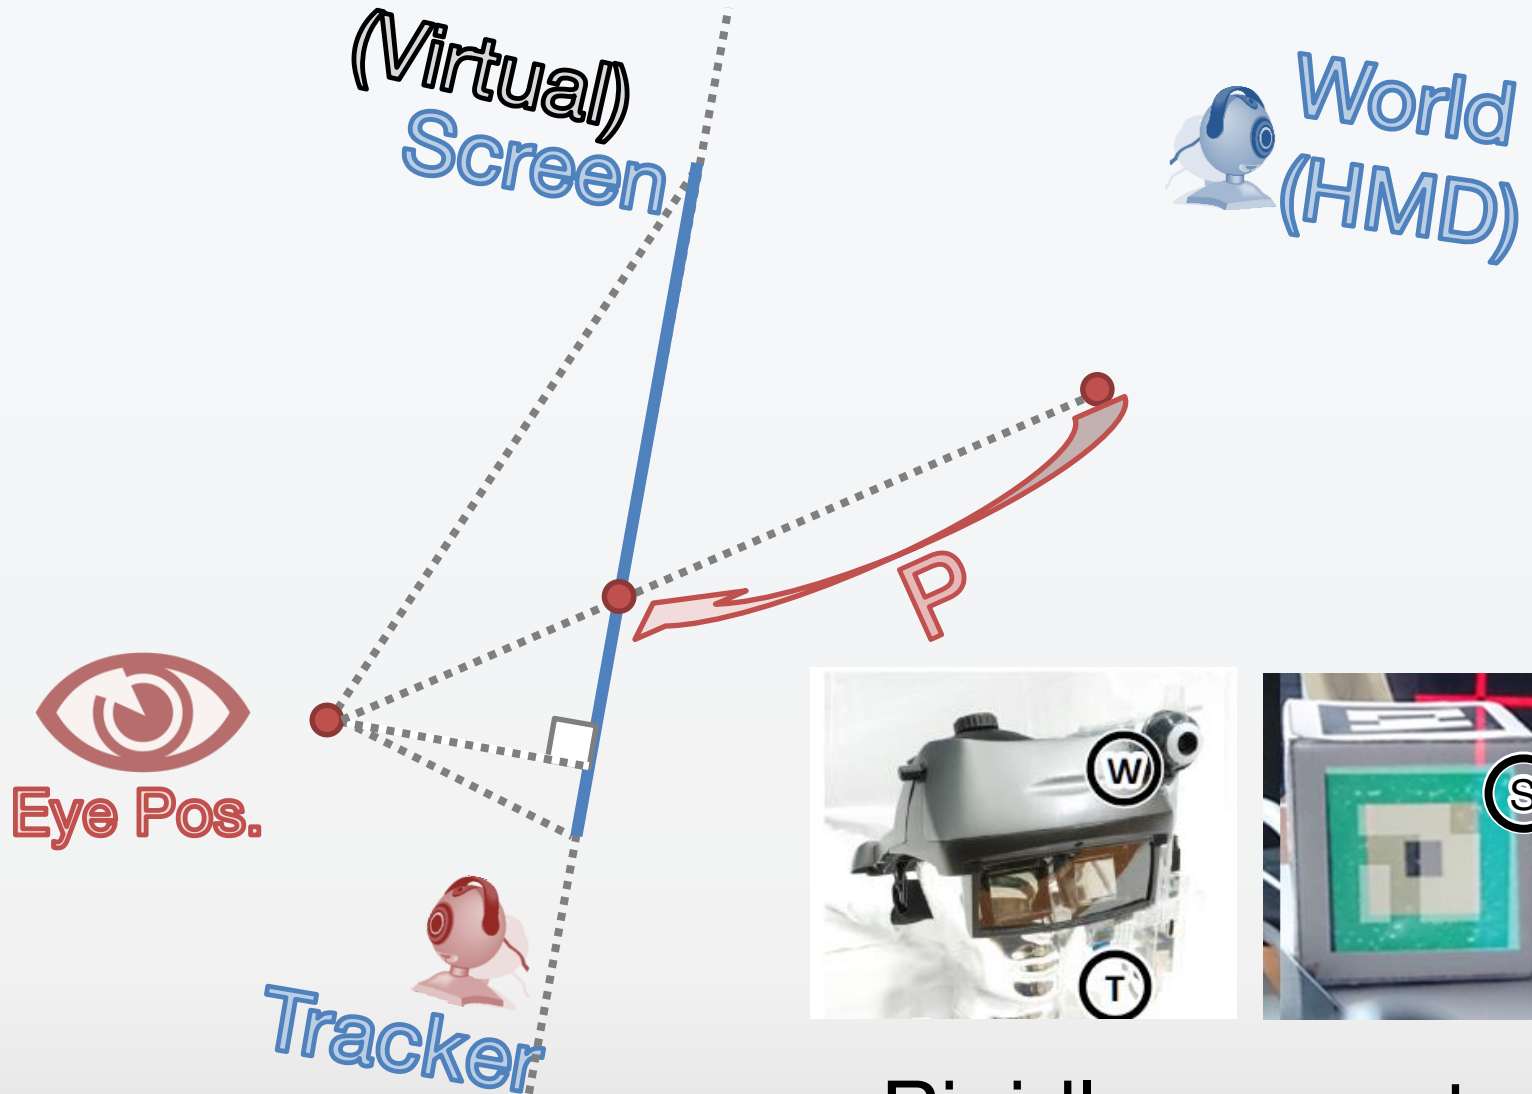 (Virtual)
Screen
World
(HMD)
P
Eye Pos.
Tracker
W
T
S